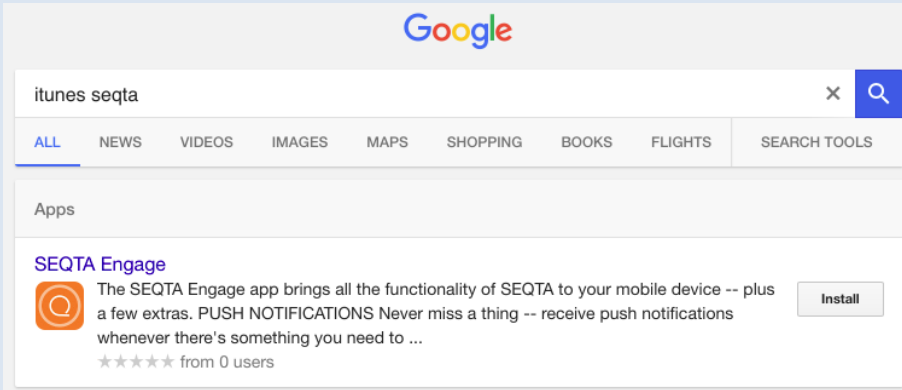 Google
itunes seqta
ALL NEWS VIDEOS IMAGES MAPS SHOPPING BOOKS FLIGHTS SEARCH TOOLS
Apps
SEQTA Engage
The SEQTA Engage app brings all the functionality of SEQTA to your mobile device -- plus
a few extras. PUSH NOTIFICATIONS Never miss a thing -- receive push notifications
whenever there's something you need to ...
Install
from 0 users